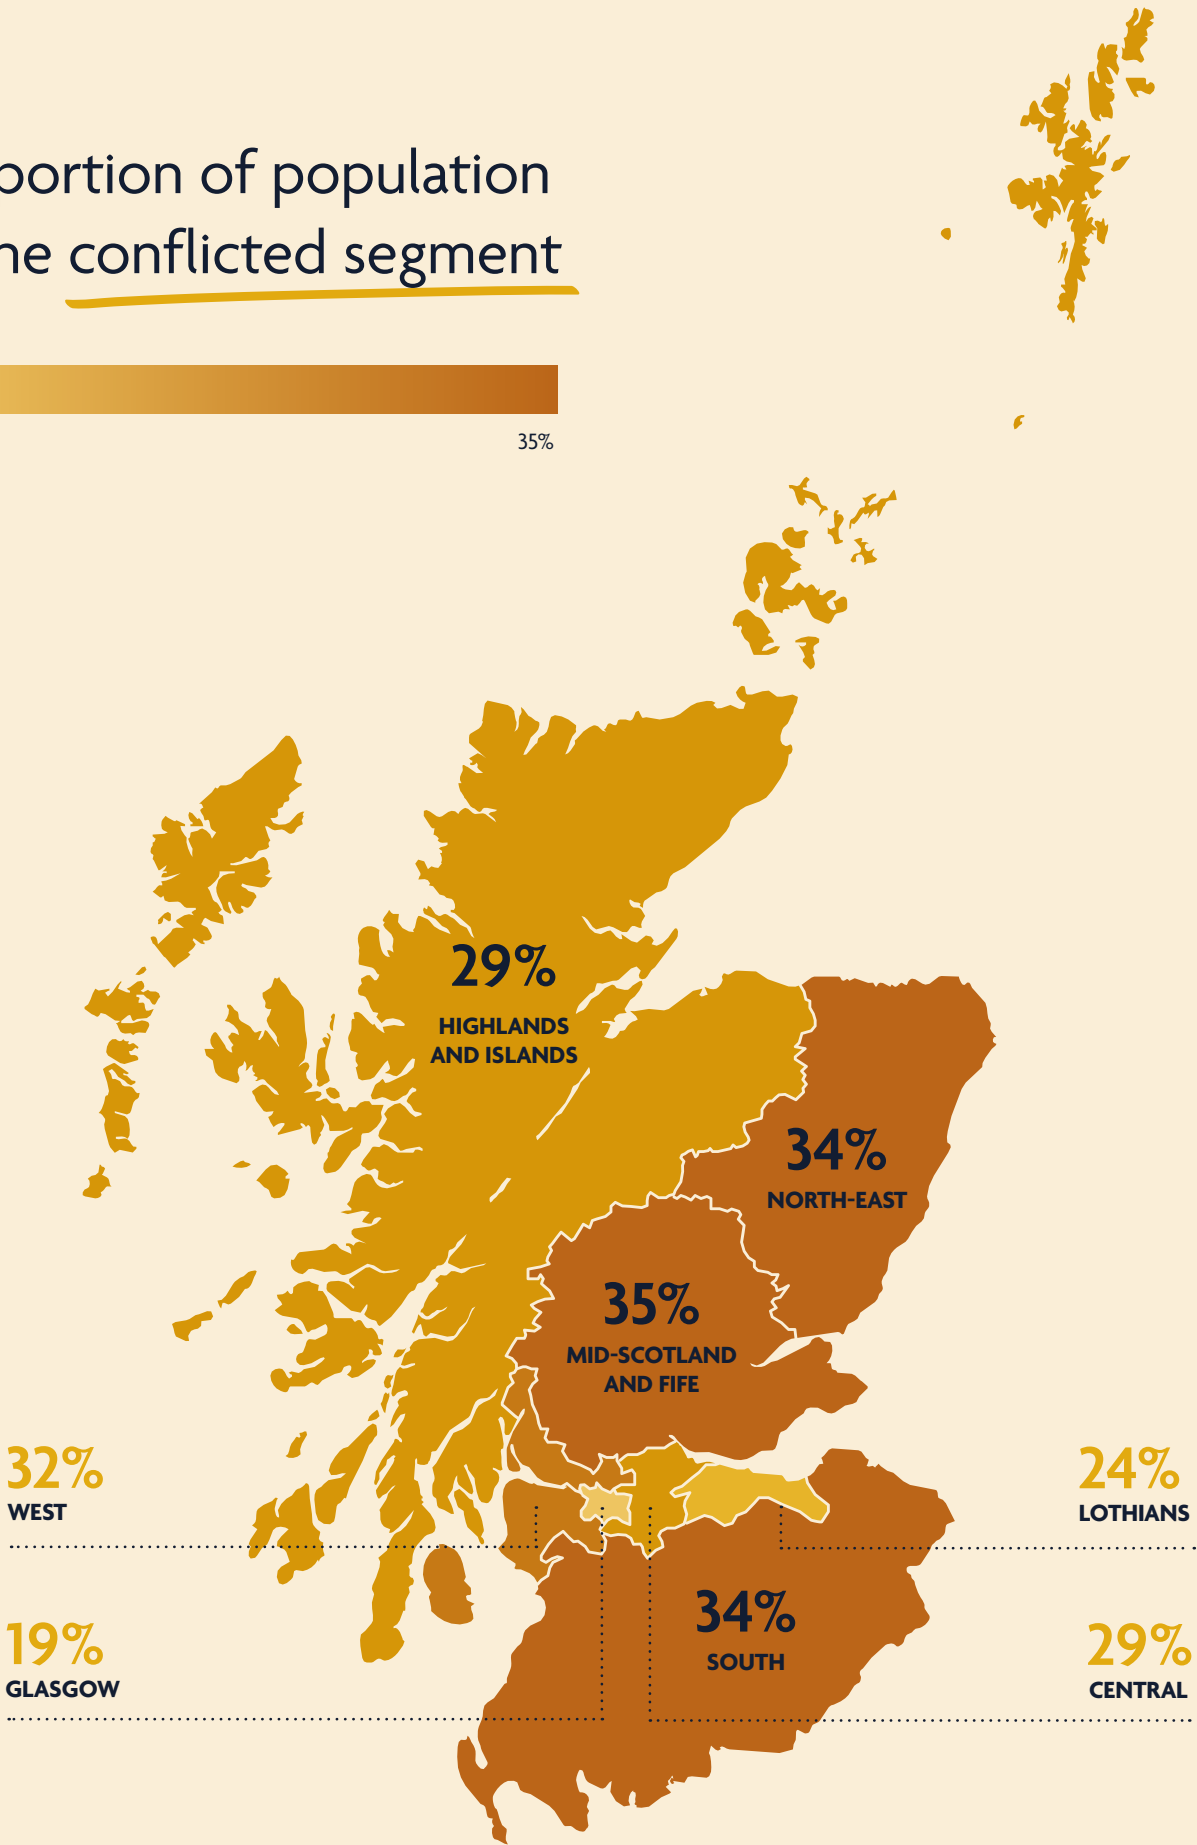 portion of population
he conflicted segment
35%
29%
HIGHLANDS
AND ISLANDS
34%
NORTH-EAST
35%
MID-SCOTLAND
AND FIFE
32%
WEST
24%
LOTHIANS
34%
SOUTH
19%
GLASGOW
29%
CENTRAL